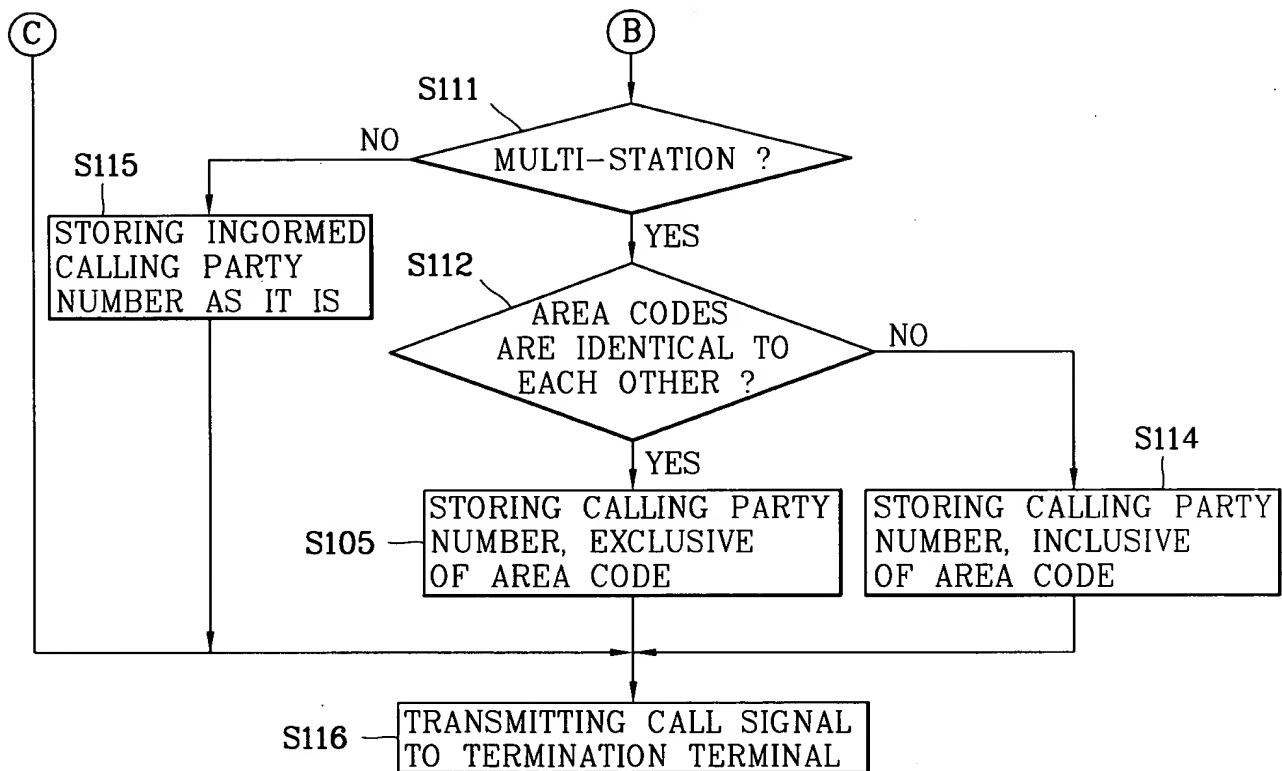 C
B
S111
MULTI-STATION ?
NO
YES
S115
STORING INGORMED
CALLING PARTY
NUMBER AS IT IS
S112
AREA CODES
ARE IDENTICAL TO
EACH OTHER ?
NO
YES
S105
STORING CALLING PARTY
NUMBER, EXCLUSIVE
OF AREA CODE
S114
STORING CALLING PARTY
NUMBER, INCLUSIVE
OF AREA CODE
S116
TRANSMITTING CALL SIGNAL
TO TERMINATION TERMINAL